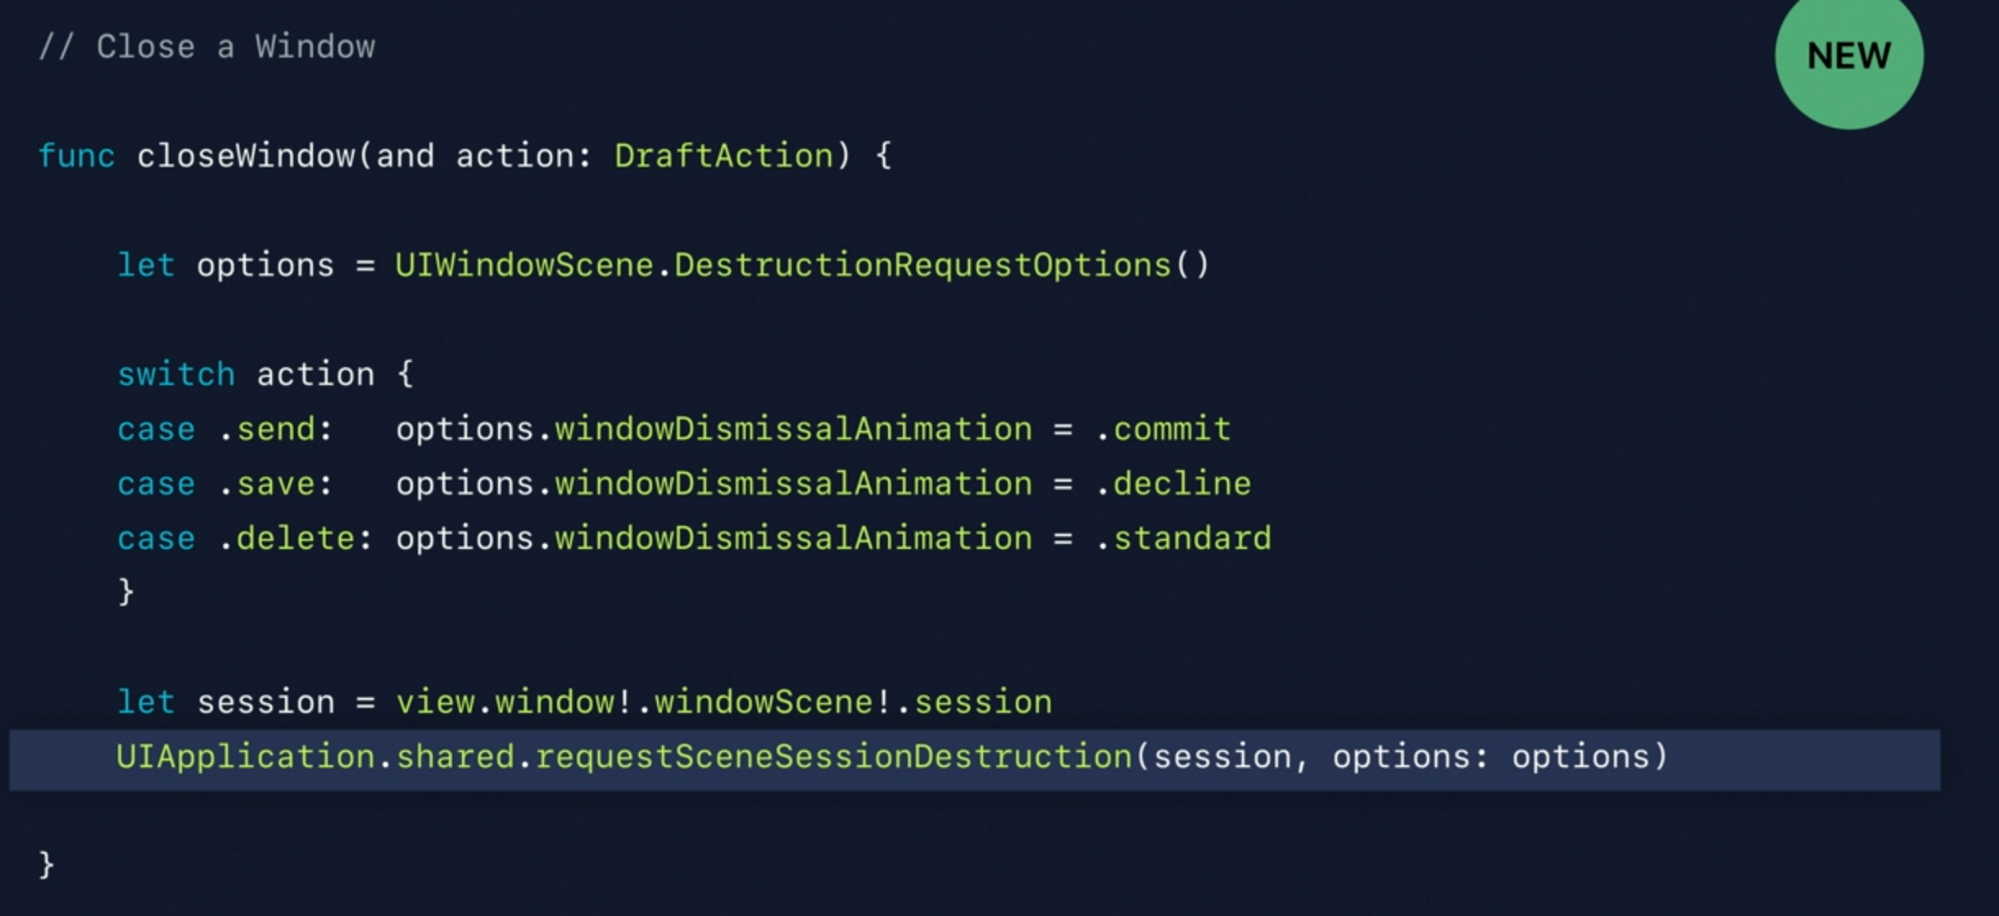 // Close a Window
NEW
func closeWindow(and action: DraftAction) {
let options = UIWindowScene.DestructionRequestOptions()
switch action {
case .send:   options.windowDismissalAnimation = .commit
case .save:   options.windowDismissalAnimation = .decline
case .delete: options.windowDismissalAnimation = .standard
}
let session = view.window!.windowScene!.session
UIApplication.shared.requestSceneSessionDestruction(session, options: options)
}